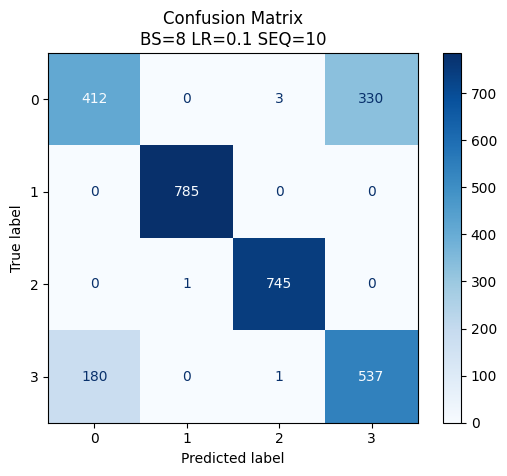 Confusion Matrix
BS=8 LR=0.1 SEQ=10
True label
0 412 0 3 330
1 0 785 0 0
2 0 1 745 0
3 180 0 1 537
0 1 2 3
Predicted label
700
600
500
400
300
200
100
0